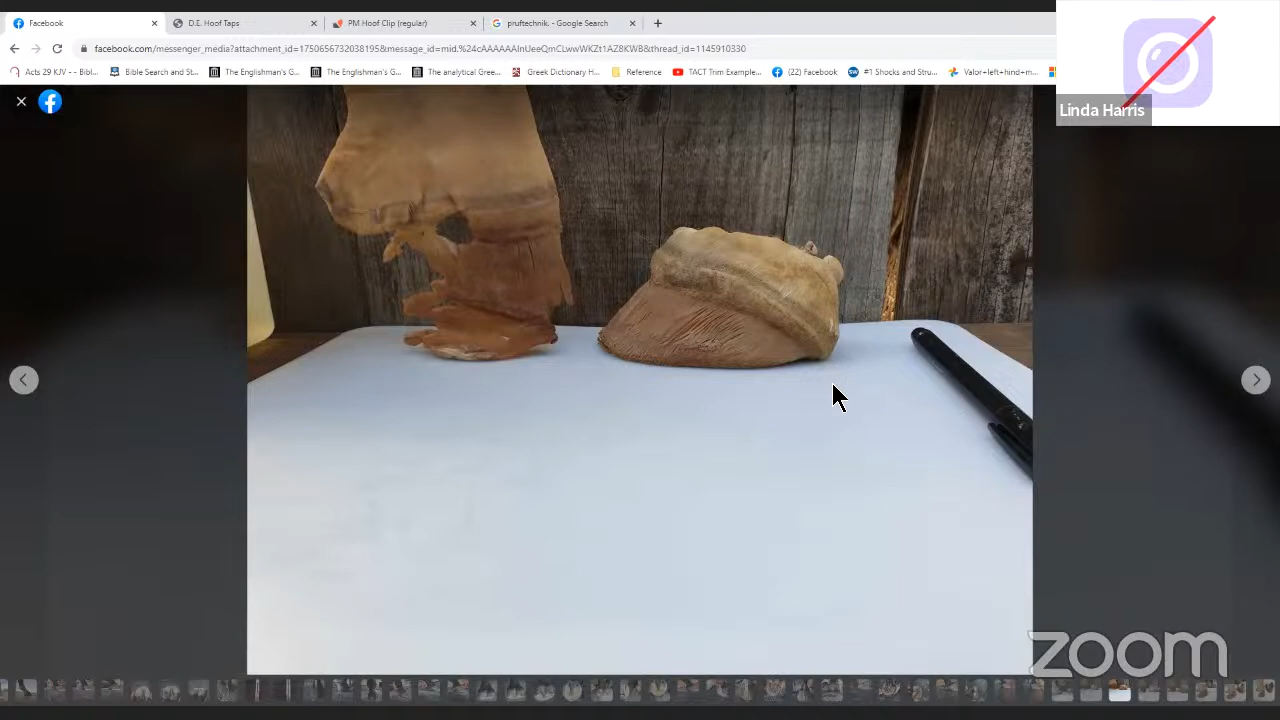 Facebook
D.E. Hoof Taps
PM Hoof Clip (regular)
pruftechnik. - Google Search
facebook.com/messenger_media?attachment_id=1750656732038195&message_id=mid.%24cAAAAAAInUeeQmCLwwWKZt1AZ8KWB&thread_id=1145910330
Acts 29 KJV - - Bibl...
Bible Search and St...
The Englishman's G...
The Englishman's G...
The analytical Gree...
Greek Dictionary H...
Reference
TACT Trim Example...
(22) Facebook
#1 Shocks and Stru...
Valor+left+hind+m...
Linda Harris
zoom